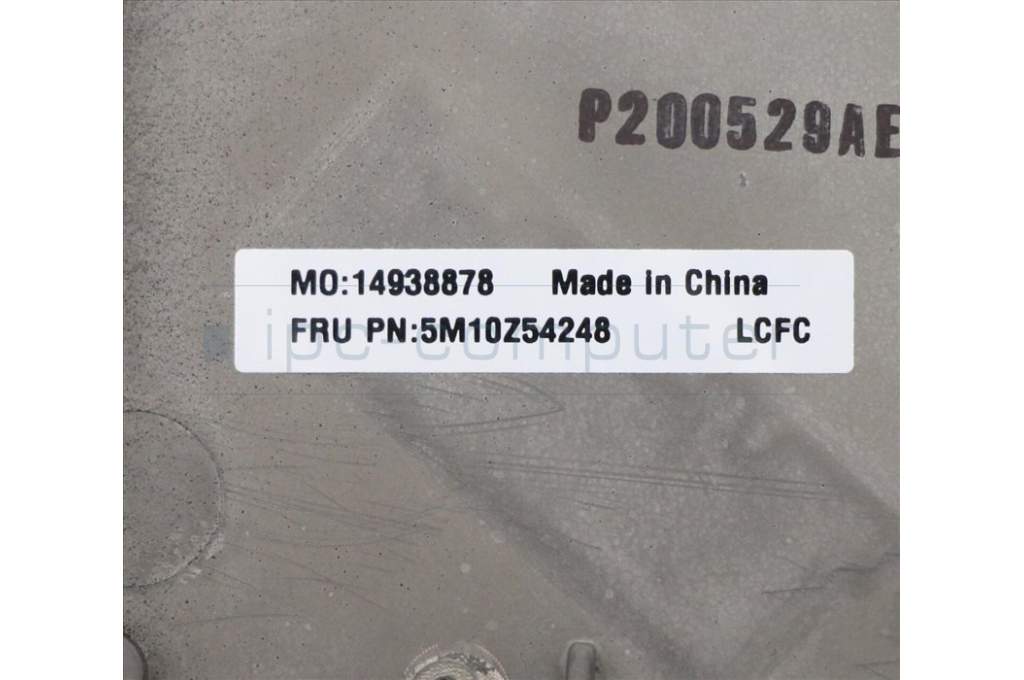 P200529AE
MO:14938878 Made in China
FRU PN:5M10Z54248 LCFC
ipc-computer